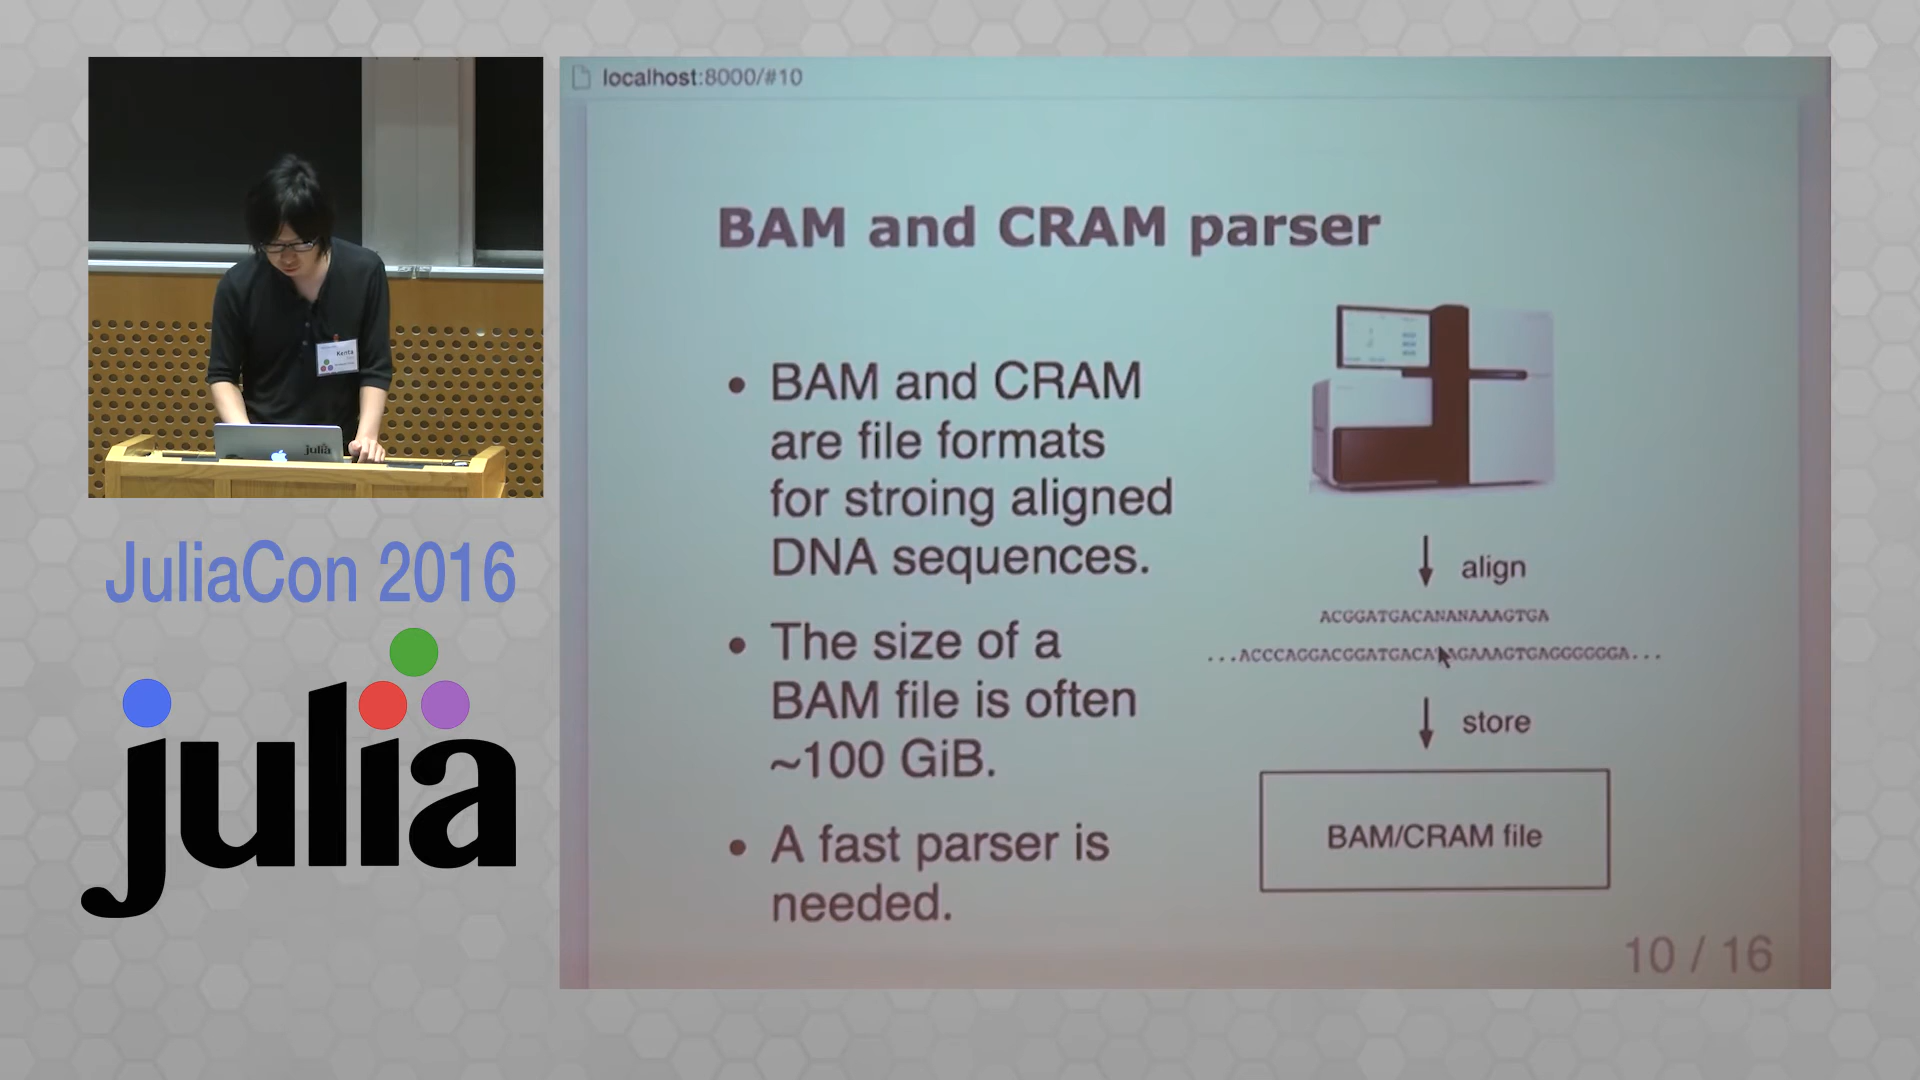 localhost:8000/#10
BAM and CRAM parser
• BAM and CRAM
are file formats
for stroing aligned
DNA sequences.
• The size of a
BAM file is often
~100 GiB.
• A fast parser is
needed.
align
ACGGATGACANANAAAGTGA
store
BAM/CRAM file
10 / 16
Kenta
julia
JuliaCon 2016
julia